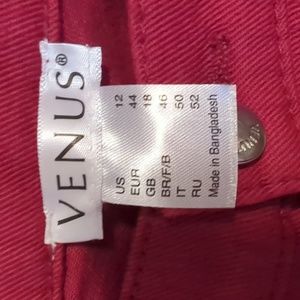 VENUS®
US 12
EUR 44
GB 18
BR/F/B 46
IT 50
RU 52
Made in Bangladesh